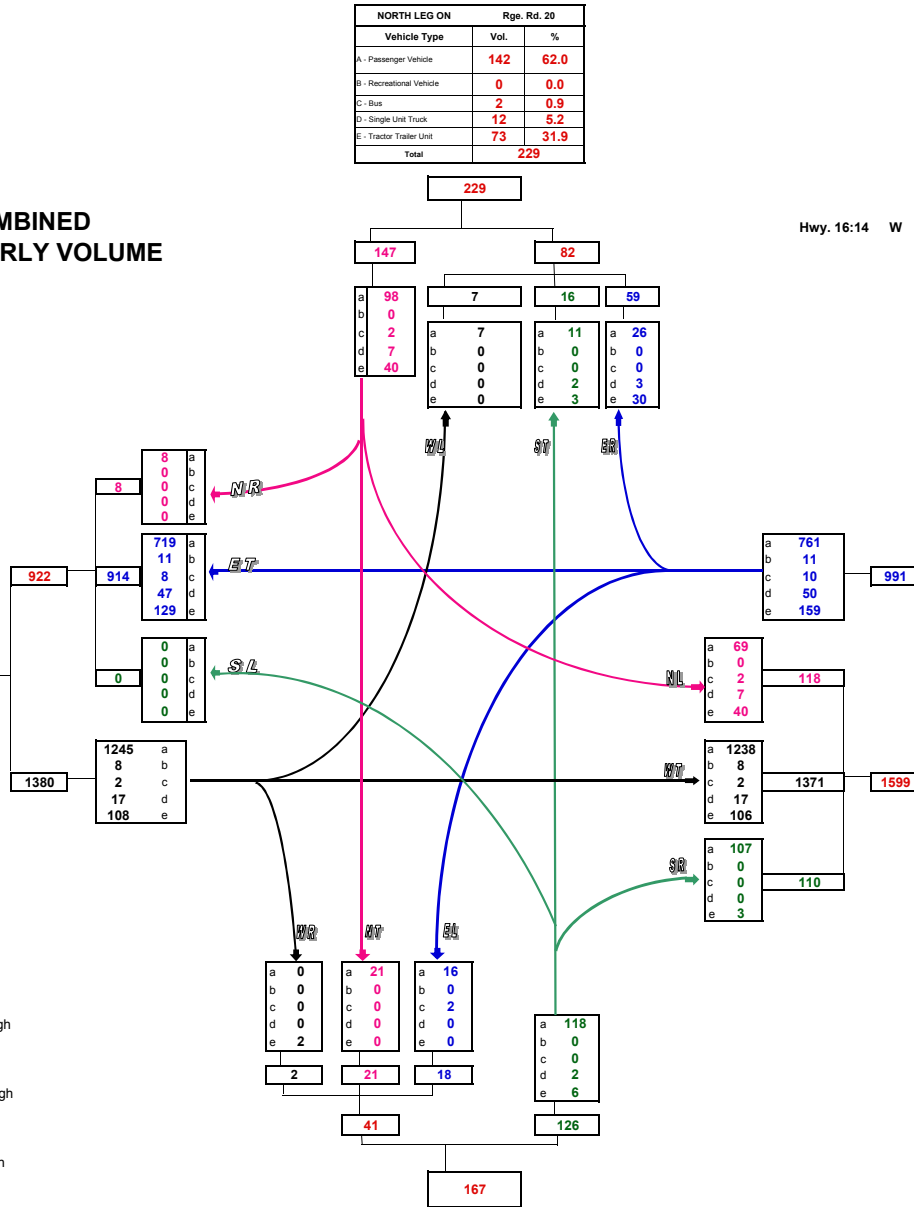 NORTH LEG ON Rge. Rd. 20
Vehicle Type Vol. %
A - Passenger Vehicle 142 62.0
B - Recreational Vehicle 0 0.0
C - Bus 2 0.9
D - Single Unit Truck 12 5.2
E - Tractor Trailer Unit 73 31.9
Total 229
229
MBINED
RLY VOLUME
Hwy. 16:14 W
147 82
7 16 59
a 98
b 0
c 2
d 7
e 40
a 7
b 0
c 0
d 0
e 0
a 11
b 0
c 0
d 2
e 3
a 26
b 0
c 0
d 3
e 30
WL ST ER
8 a
0 b
0 c
0 d
0 e
8
NR
719 a
11 b
8 c
47 d
129 e
922 914
ET
a 761
b 11
c 10
d 50
e 159
991
0 a
0 b
0 c
0 d
0 e
0
SL
a 69
b 0
c 2
d 7
e 40
NL
118
1245 a
8 b
2 c
17 d
108 e
1380
WT
a 1238
b 8
c 2
d 17
e 106
1371 1599
SR
a 107
b 0
c 0
d 0
e 3
110
WR NT EL
a 0
b 0
c 0
d 0
e 2
a 21
b 0
c 0
d 0
e 0
a 16
b 0
c 2
d 0
e 0
a 118
b 0
c 0
d 2
e 6
gh
gh
h
2 21 18
41 126
167